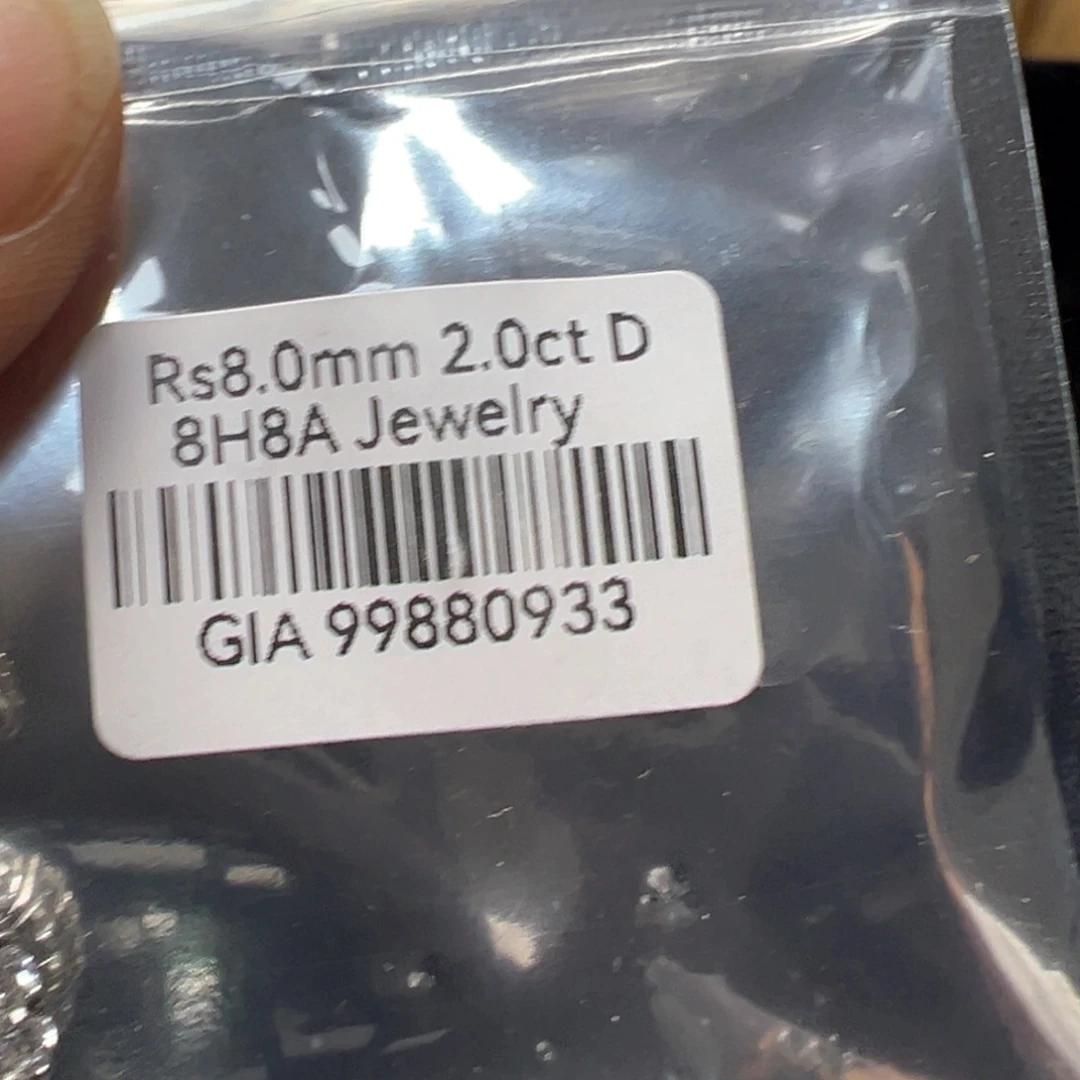 Rs8.0mm 2.0ct D
8H8A Jewelry
GIA 99880933